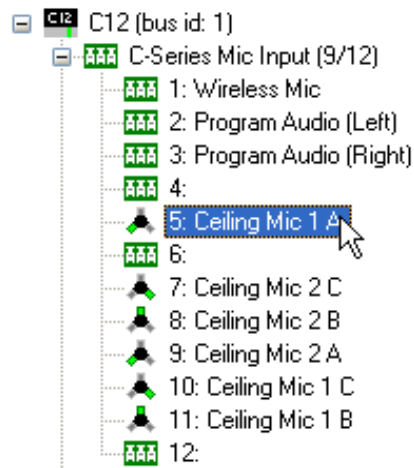 C12 C12 (bus id: 1)
C-Series Mic Input (9/12)
1: Wireless Mic
2: Program Audio (Left)
3: Program Audio (Right)
4:
5: Ceiling Mic 1 A
6:
7: Ceiling Mic 2 C
8: Ceiling Mic 2 B
9: Ceiling Mic 2 A
10: Ceiling Mic 1 C
11: Ceiling Mic 1 B
12: